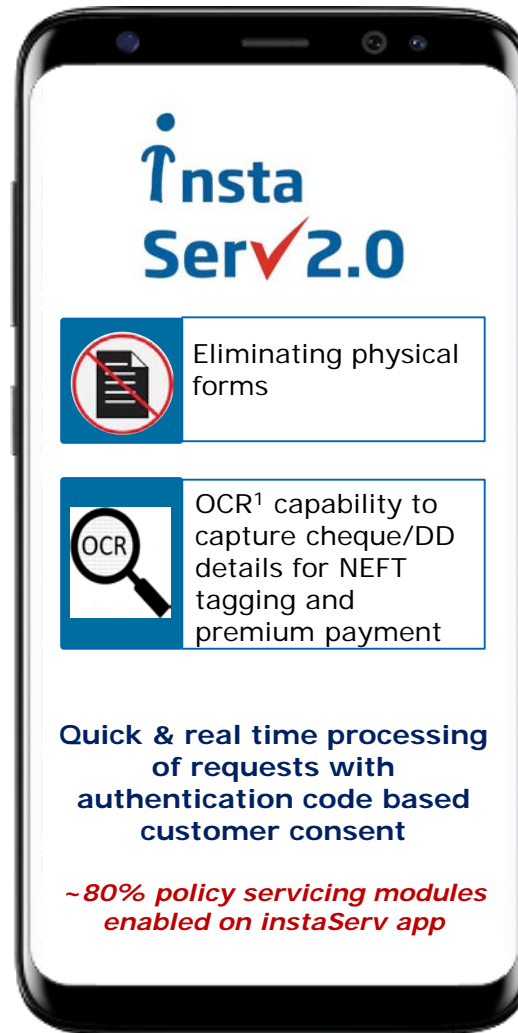 insta
Serv 2.0
Eliminating physical
forms
OCR
OCR¹ capability to
capture cheque/DD
details for NEFT
tagging and
premium payment
Quick & real time processing
of requests with
authentication code based
customer consent
~80% policy servicing modules
enabled on instaServ app